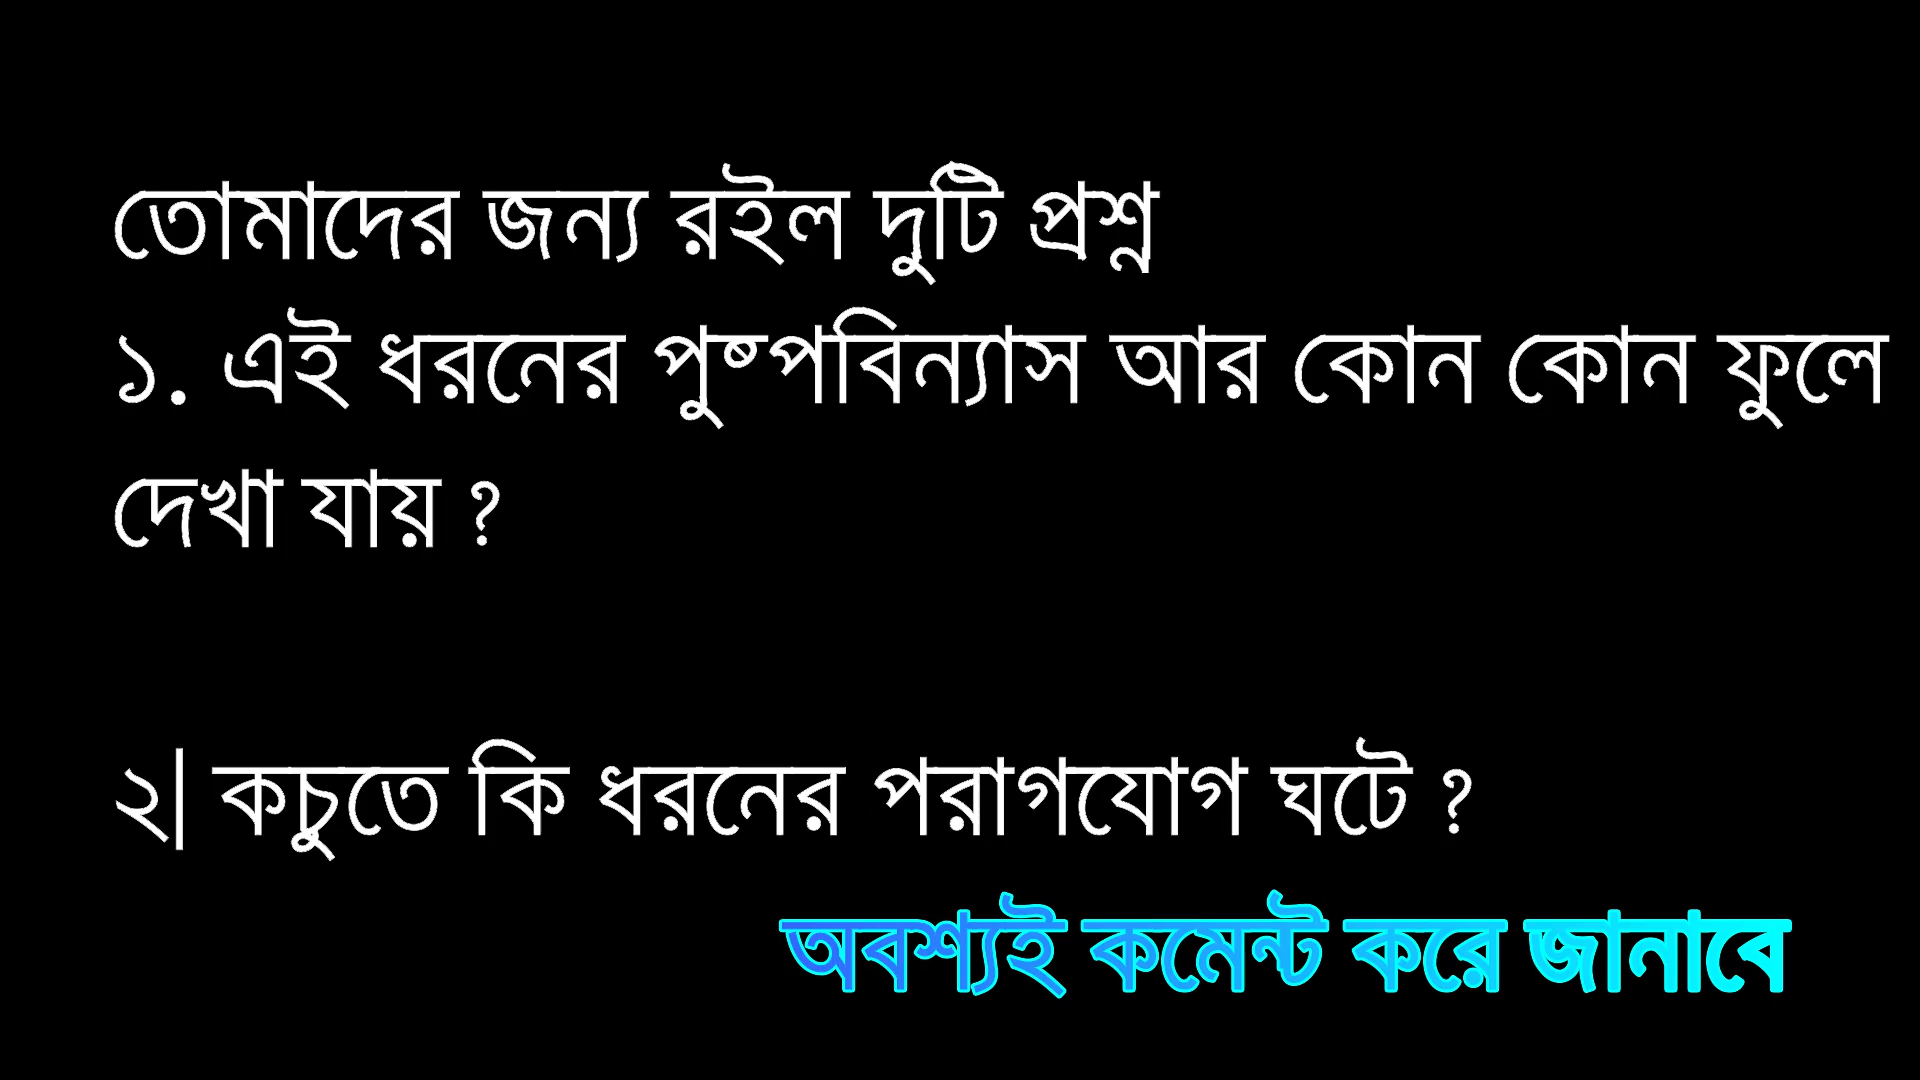 তোমাদের জন্য রইল দুটি প্রশ্ন
১. এই ধরনের পুষ্পবিন্যাস আর কোন কোন ফুলে
দেখা যায় ?
২| কচুতে কি ধরনের পরাগযোগ ঘটে ?
অবশ্যই কমেন্ট করে জানাবে